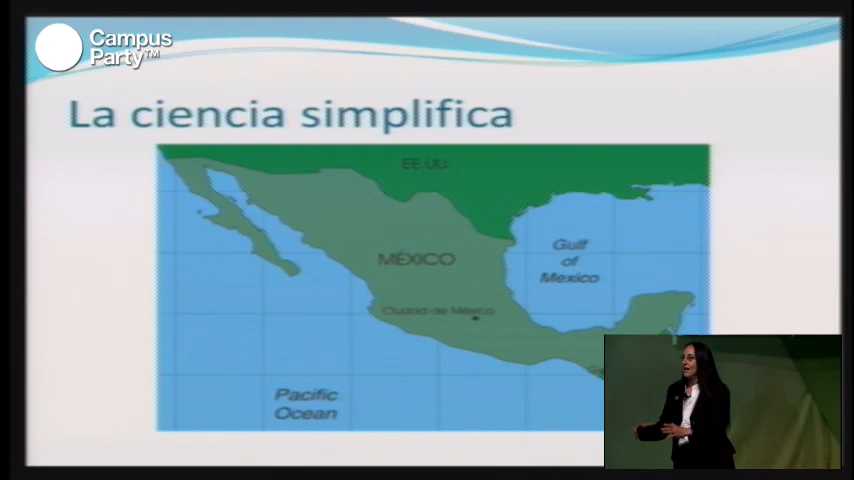 Campus
Party™
La ciencia simplifica
EE.UU.
MÉXICO
Gulf
of
Mexico
Ciudad de México
Pacific
Ocean